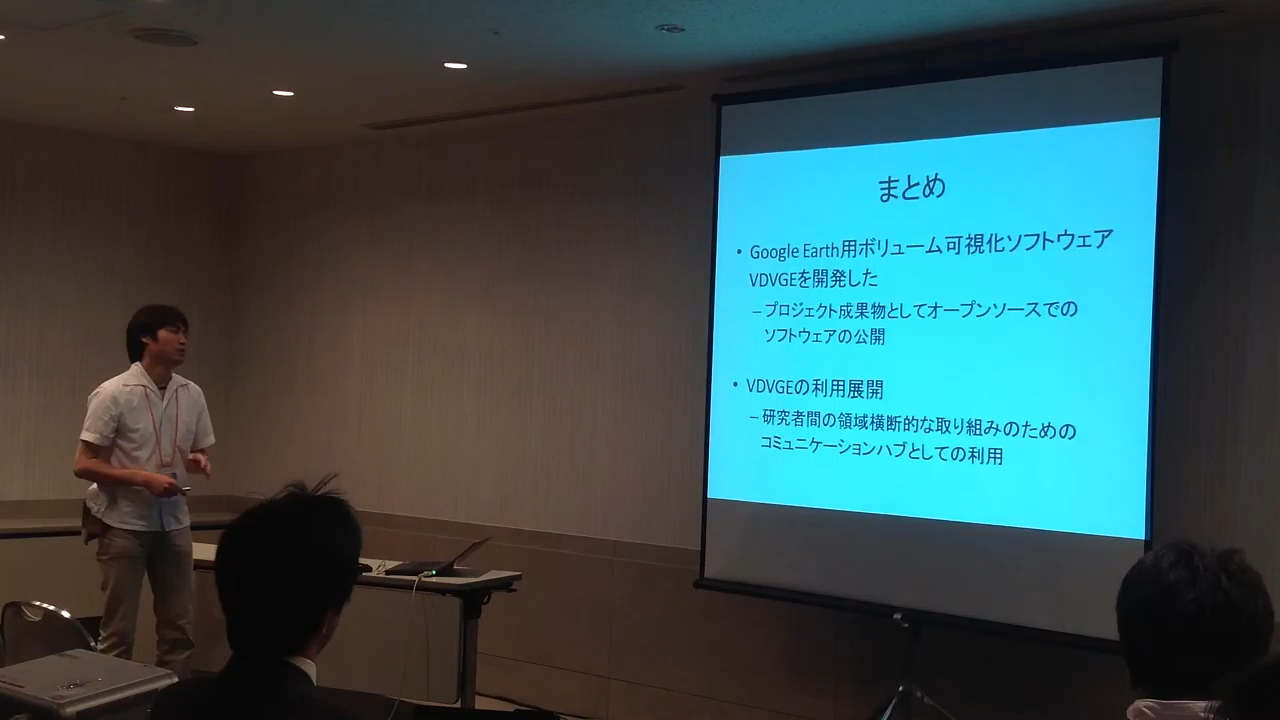 まとめ
• Google Earth用ボリューム可視化ソフトウェア
VDVGEを開発した
– プロジェクト成果物としてオープンソースでの
ソフトウェアの公開
• VDVGEの利用展開
– 研究者間の領域横断的な取り組みのための
コミュニケーションハブとしての利用